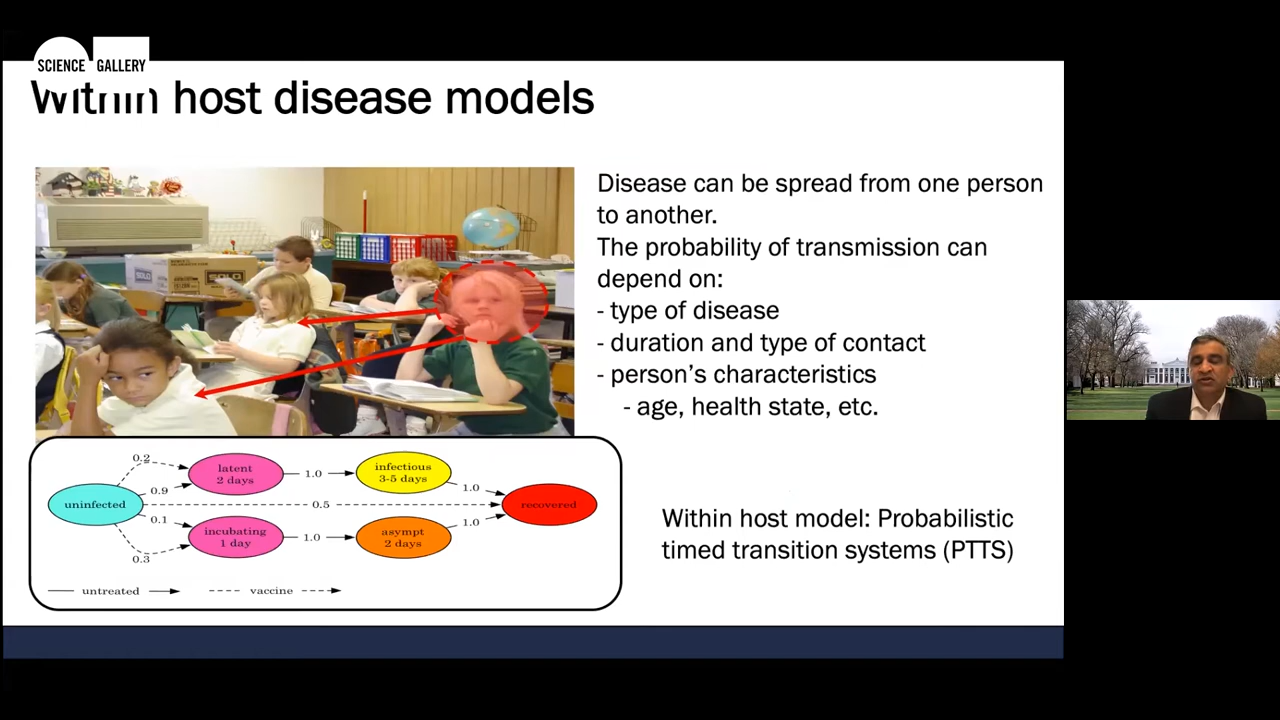 SCIENCE GALLERY
Within host disease models
Disease can be spread from one person
to another.
The probability of transmission can
depend on:
- type of disease
- duration and type of contact
- person's characteristics
- age, health state, etc.
SOLO
SOLO
0.2
latent
2 days
1.0
infectious
3-5 days
1.0
0.9
uninfected
0.5
recovered
0.1
incubating
1 day
1.0
asympt
2 days
1.0
0.3
untreated
vaccine
Within host model: Probabilistic
timed transition systems (PTTS)